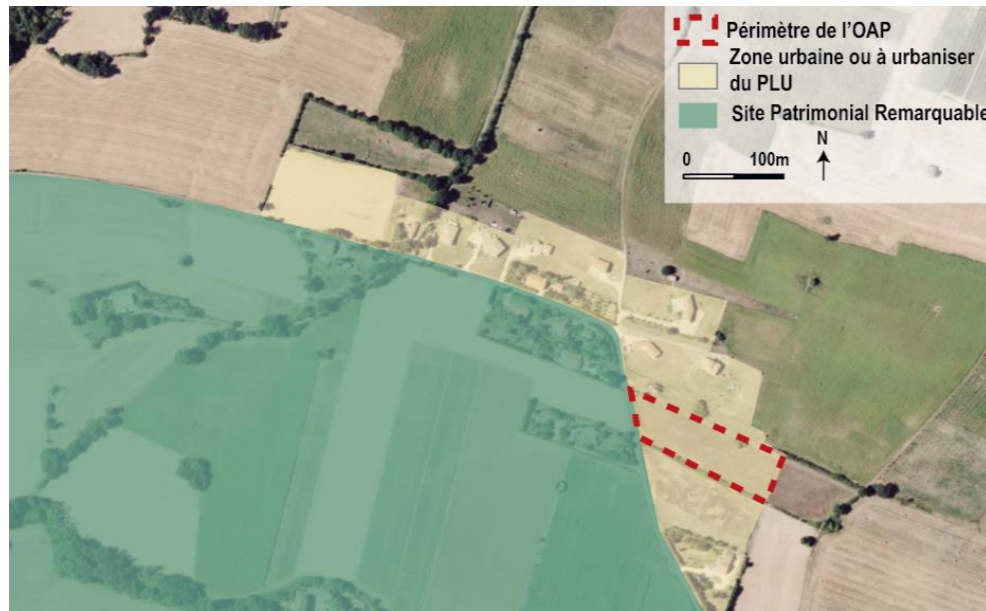 Périmètre de l'OAP
Zone urbaine ou à urbaniser
du PLU
Site Patrimonial Remarquable
N
0 100m